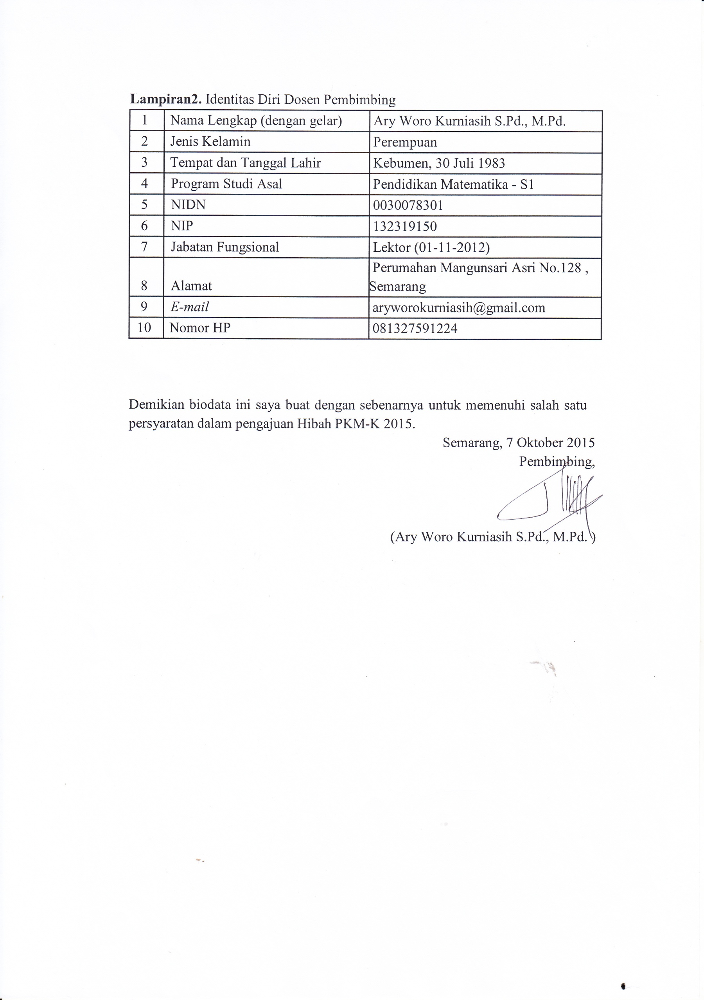 Lampiran2. Identitas Diri Dosen Pembimbing
1 Nama Lengkap (dengan gelar) Ary Woro Kurniasih S.Pd., M.Pd.
2 Jenis Kelamin Perempuan
3 Tempat dan Tanggal Lahir Kebumen, 30 Juli 1983
4 Program Studi Asal Pendidikan Matematika - S1
5 NIDN 0030078301
6 NIP 132319150
7 Jabatan Fungsional Lektor (01-11-2012)
Perumahan Mangunsari Asri No.128 ,
8 Alamat Semarang
9 E-mail aryworokurniasih@gmail.com
10 Nomor HP 081327591224
Demikian biodata ini saya buat dengan sebenarnya untuk memenuhi salah satu
persyaratan dalam pengajuan Hibah PKM-K 2015.
Semarang, 7 Oktober 2015
Pembimbing,
(Ary Woro Kurniasih S.Pd., M.Pd. )